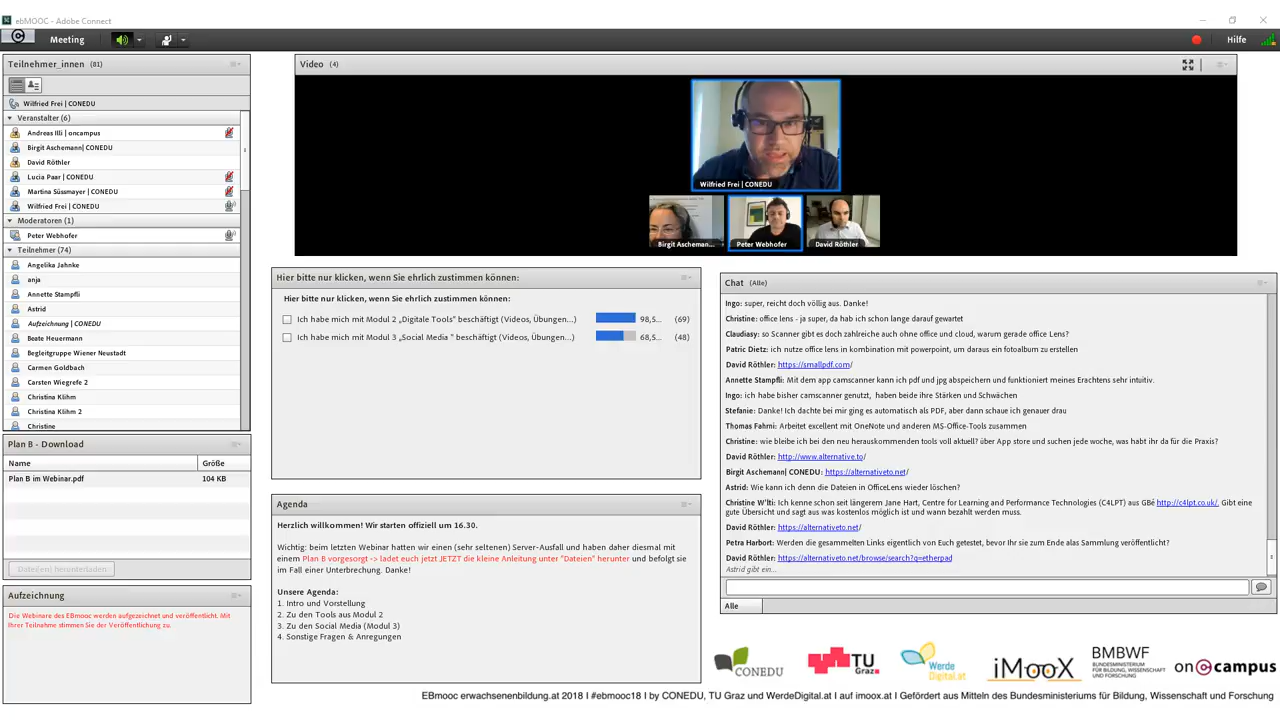 ebMOOC - Adobe Connect
Meeting
Hilfe
Teilnehmer_innen (81)
Wilfried Frei | CONEDU
Veranstalter (6)
Andreas Illi | oncampus
Birgit Aschemann| CONEDU
David Röthler
Lucia Paar | CONEDU
Martina Süssmayer | CONEDU
Wilfried Frei | CONEDU
Moderatoren (1)
Peter Webhofer
Teilnehmer (74)
Angelika Jahnke
anja
Annette Stampfli
Astrid
Aufzeichnung | CONEDU
Beate Heuermann
Begleitgruppe Wiener Neustadt
Carmen Goldbach
Carsten Wiegrefe 2
Christina Klihm
Christina Klihm 2
Christine
Plan B - Download
Name Größe
Plan B im Webinar.pdf 104 KB
Datei(en) herunterladen
Aufzeichnung
Die Webinare des EBmooc werden aufgezeichnet und veröffentlicht. Mit
Ihrer Teilnahme stimmen Sie der Veröffentlichung zu.
Video (4)
Wilfried Frei | CONEDU
Birgit Ascheman...
Peter Webhofer
David Röthler
Hier bitte nur klicken, wenn Sie ehrlich zustimmen können:
Hier bitte nur klicken, wenn Sie ehrlich zustimmen können:
Ich habe mich mit Modul 2 „Digitale Tools" beschäftigt (Videos, Übungen...) 98,5... (69)
Ich habe mich mit Modul 3 „Social Media " beschäftigt (Videos, Übungen...) 68,5... (48)
Agenda
Herzlich willkommen! Wir starten offiziell um 16.30.
Wichtig: beim letzten Webinar hatten wir einen (sehr seltenen) Server-Ausfall und haben daher diesmal mit
einem Plan B vorgesorgt -> ladet euch jetzt JETZT die kleine Anleitung unter "Dateien" herunter und befolgt sie
im Fall einer Unterbrechung. Danke!
Unsere Agenda:
1. Intro und Vorstellung
2. Zu den Tools aus Modul 2
3. Zu den Social Media (Modul 3)
4. Sonstige Fragen & Anregungen
Chat (Alle)
Ingo: super, reicht doch völlig aus. Danke!
Christine: office lens - ja super, da hab ich schon lange darauf gewartet
Claudiasy: so Scanner gibt es doch zahlreiche auch ohne office und cloud, warum gerade office Lens?
Patric Dietz: ich nutze office lens in kombination mit powerpoint, um daraus ein fotoalbum zu erstellen
David Röthler: https://smallpdf.com/
Annette Stampfli: Mit dem app camscanner kann ich pdf und jpg abspeichern und funktioniert meines Erachtens sehr intuitiv.
Ingo: ich habe bisher camscanner genutzt, haben beide ihre Stärken und Schwächen
Stefanie: Danke! Ich dachte bei mir ging es automatisch als PDF, aber dann schaue ich genauer drau
Thomas Fahrni: Arbeitet excellent mit OneNote und anderen MS-Office-Tools zusammen
Christine: wie bleibe ich bei den neu herauskommenden tools voll aktuell? über App store und suchen jede woche, was habt ihr da für die Praxis?
David Röthler: http://www.alternative.to/
Birgit Aschemann| CONEDU: https://alternativeto.net/
Astrid: Wie kann ich denn die Dateien in OfficeLens wieder löschen?
Christine W'lti: Ich kenne schon seit längerem Jane Hart, Centre for Learning and Performance Technologies (C4LPT) aus GBé http://c4lpt.co.uk/. Gibt eine
gute Übersicht und sagt aus was kostenlos möglich ist und wann bezahlt werden muss.
David Röthler: https://alternativeto.net/
Petra Harbort: Werden die gesammelten Links eigentlich von Euch getestet, bevor Ihr sie zum Ende alas Sammlung veröffentlicht?
David Röthler: https://alternativeto.net/browse/search?q=etherpad
Astrid gibt ein...
Alle
CONEDU
TU Graz
Werde Digital.at
iMooX
BMBWF
BUNDESMINISTERIUM
FÜR BILDUNG, WISSENSCHAFT
UND FORSCHUNG
oncampus
EBmooc erwachsenenbildung.at 2018 I #ebmooc18 I by CONEDU, TU Graz und WerdeDigital.at I auf imoox.at I Gefördert aus Mitteln des Bundesministeriums für Bildung, Wissenschaft und Forschung